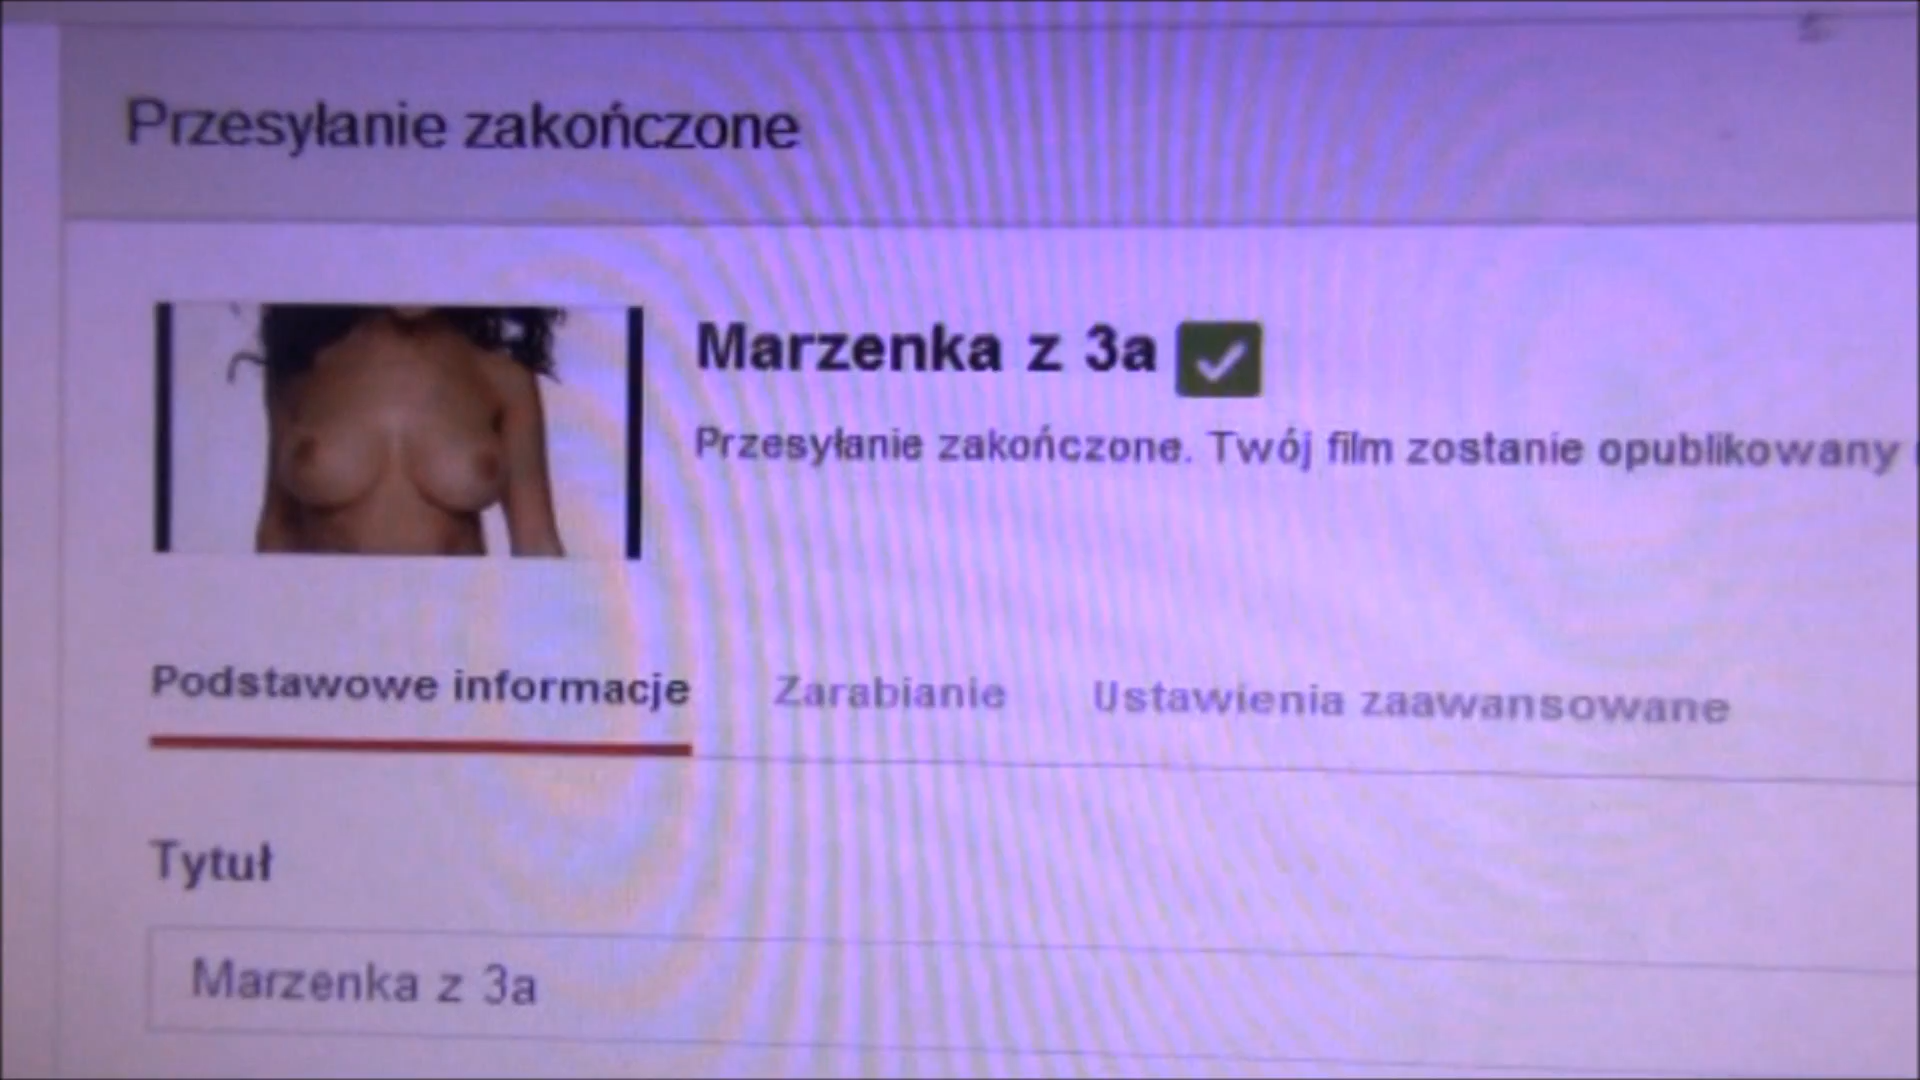 Przesyłanie zakończone
Marzenka z 3a
Przesyłanie zakończone. Twój film zostanie opublikowany
Podstawowe informacje Zarabianie Ustawienia zaawansowane
Tytuł
Marzenka z 3a